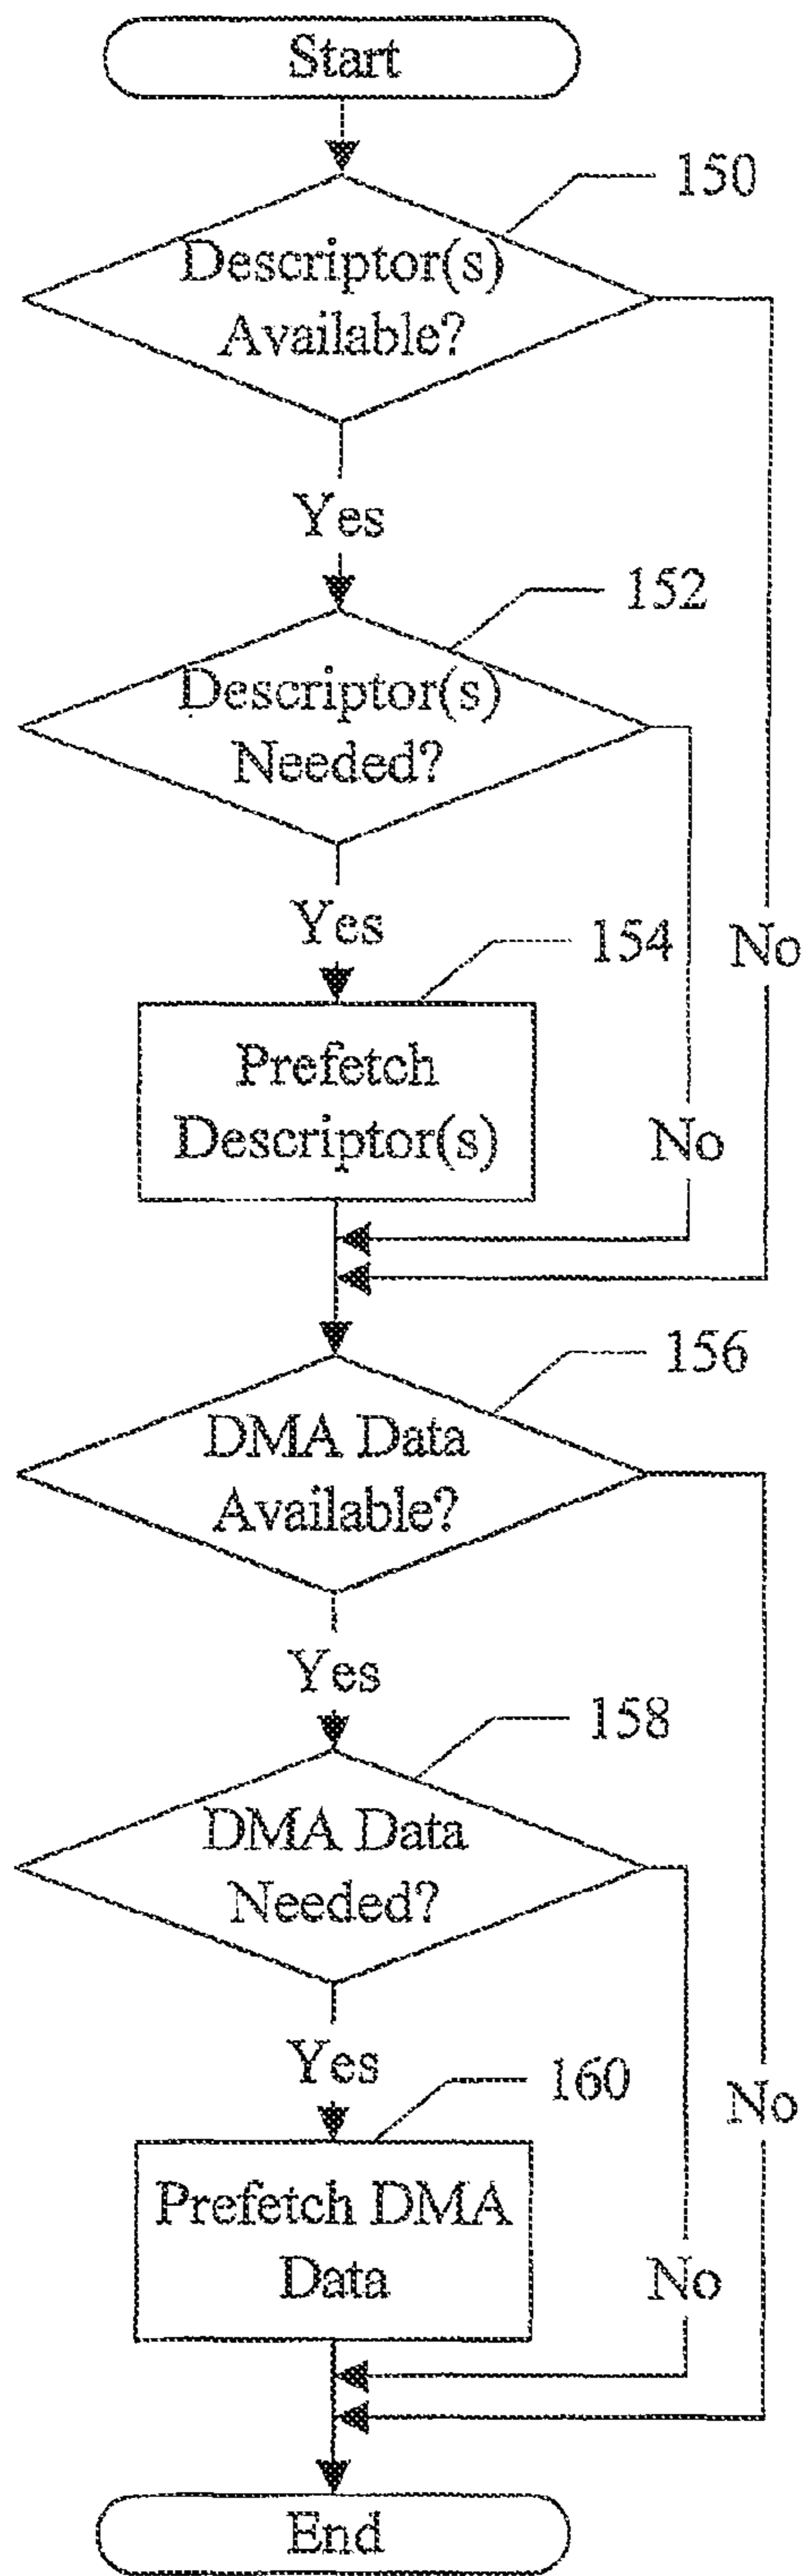 Start
150
Descriptor(s)
Available?
Yes
152
Descriptor(s)
Needed?
Yes
154
No
Prefetch
Descriptor(s)
No
156
DMA Data
Available?
Yes
158
DMA Data
Needed?
Yes
160
No
Prefetch DMA
Data
No
End